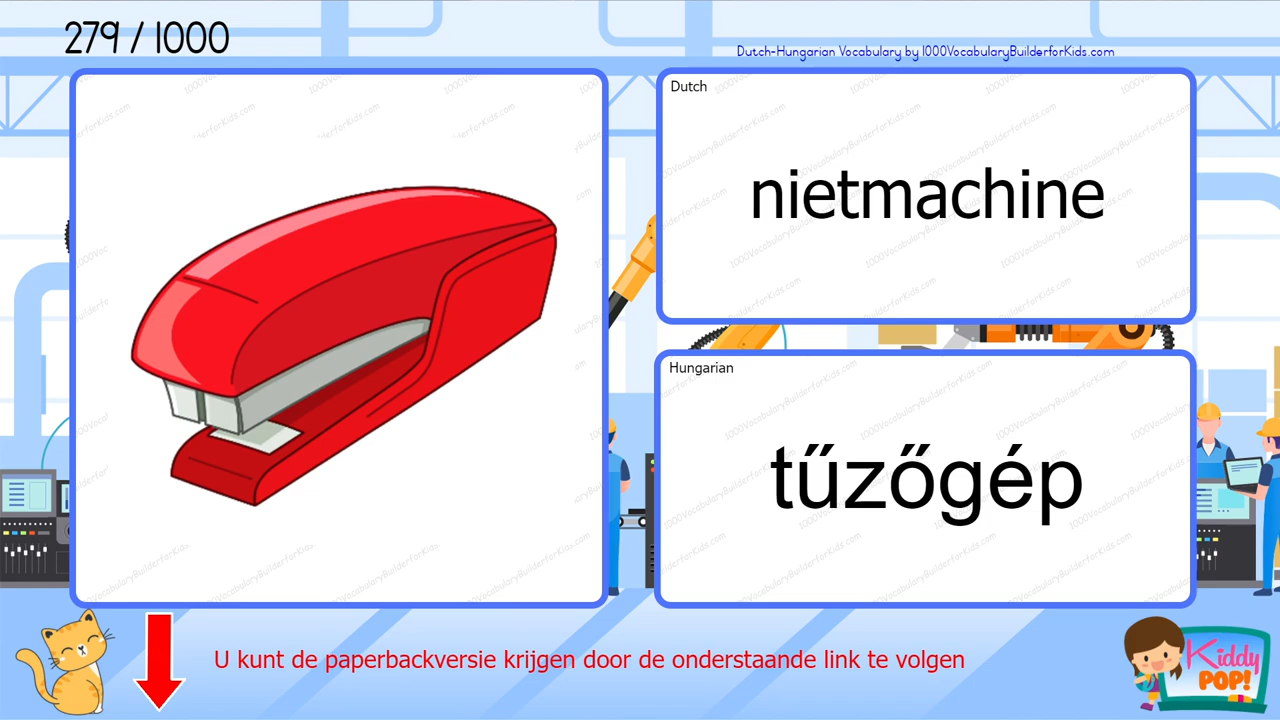 279 / 1000
Dutch-Hungarian Vocabulary by 1000VocabularyBuilderforKids.com
Dutch
nietmachine
Hungarian
tűzőgép
U kunt de paperbackversie krijgen door de onderstaande link te volgen
Kiddy
POP!